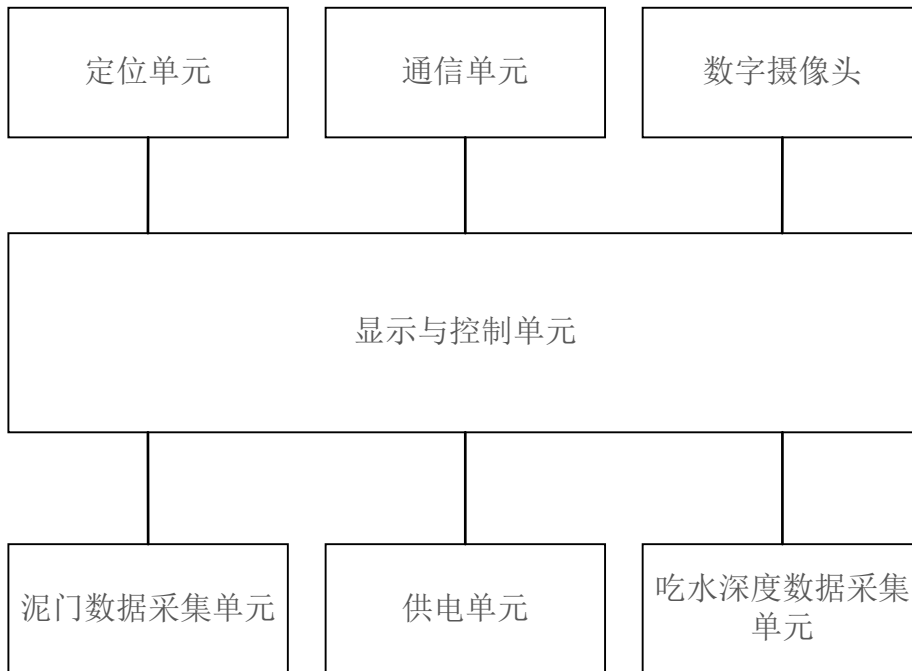 定位单元
通信单元
数字摄像头
显示与控制单元
泥门数据采集单元
供电单元
吃水深度数据采集
单元